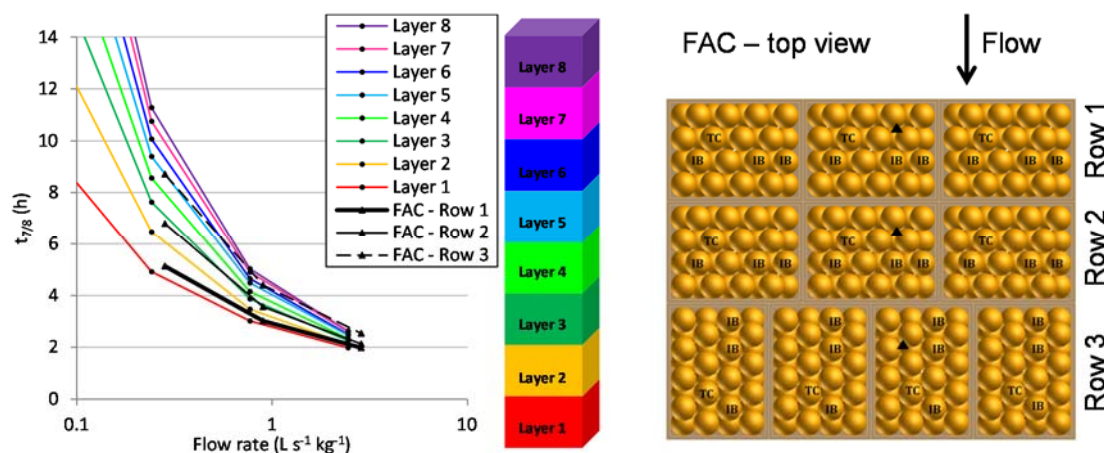 14
12
10
8
6
4
2
0
t7/8 (h)
0.1
1
10
Flow rate (L s⁻¹ kg⁻¹)
Layer 8
Layer 7
Layer 6
Layer 5
Layer 4
Layer 3
Layer 2
Layer 1
FAC - Row 1
FAC - Row 2
FAC - Row 3
Layer 8
Layer 7
Layer 6
Layer 5
Layer 4
Layer 3
Layer 2
Layer 1
FAC – top view
Flow
TC TC TC
IB IB IB IB IB IB IB IB IB
Row 1
TC TC TC
IB IB IB IB IB IB IB IB IB
Row 2
IB IB IB IB
IB IB IB IB
TC TC TC TC
IB IB IB IB
Row 3